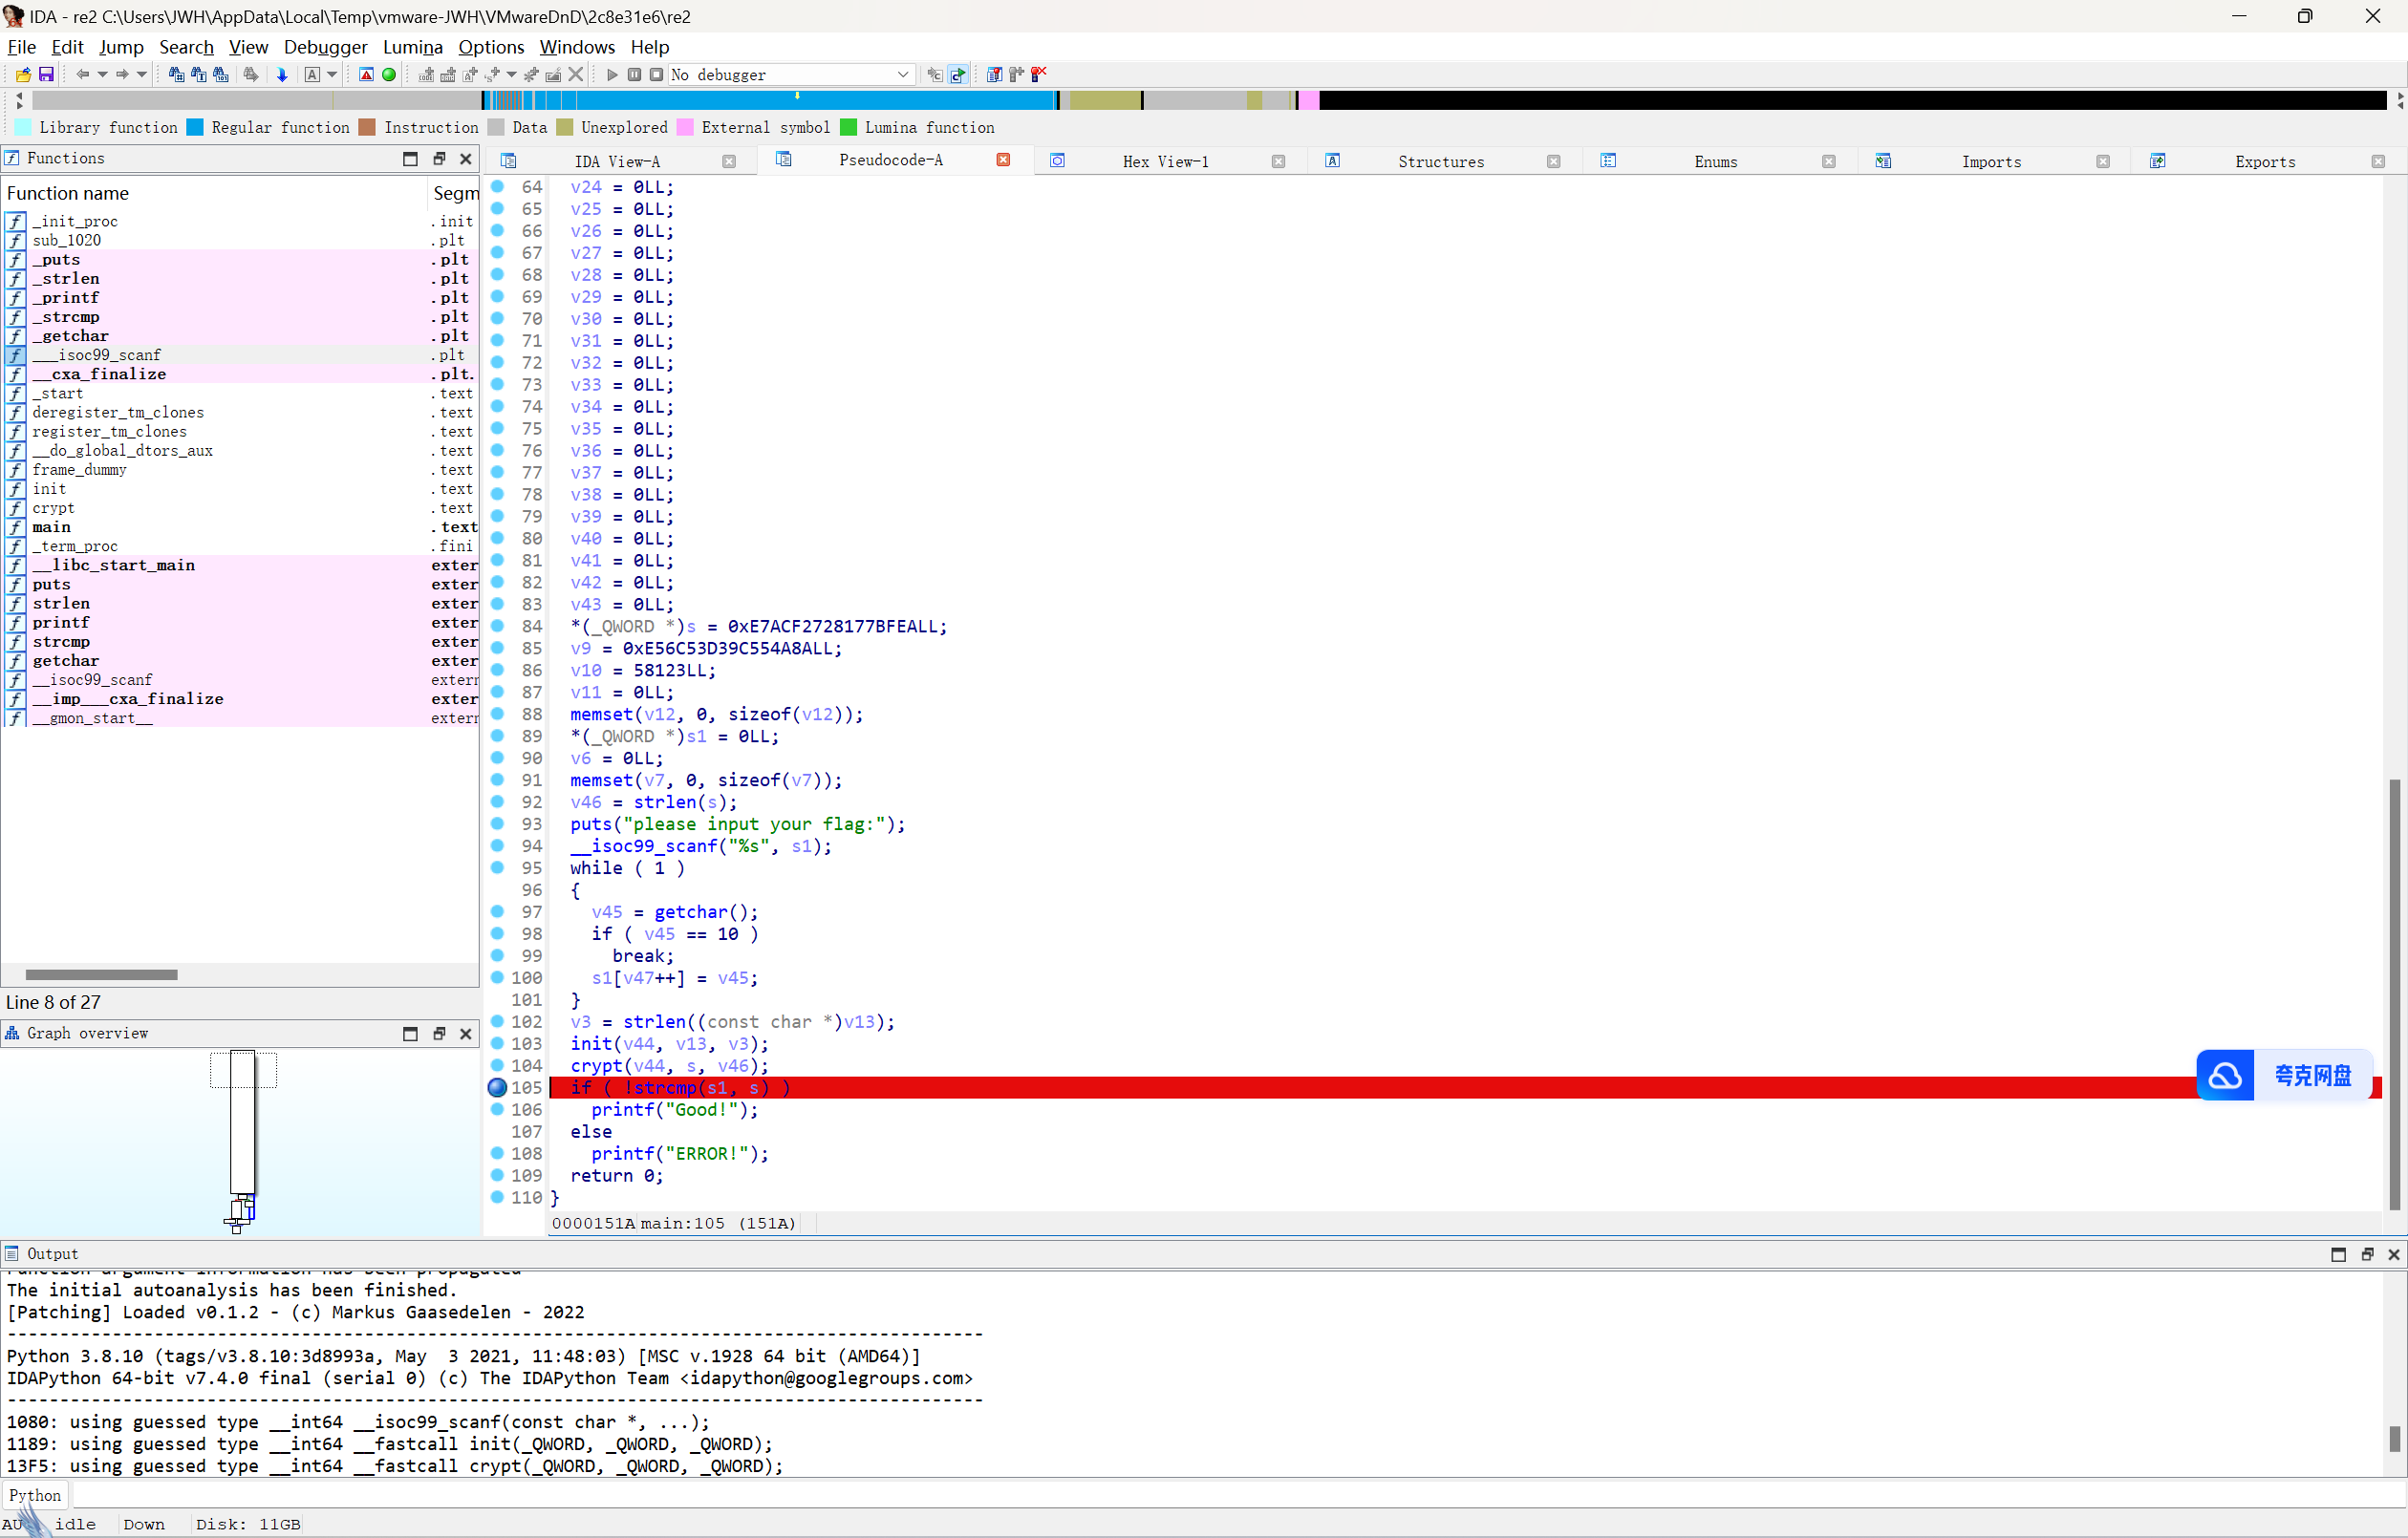 IDA - re2 C:\Users\JWH\AppData\Local\Temp\vmware-JWH\VMwareDnD\2c8e31e6\re2
File Edit Jump Search View Debugger Lumina Options Windows Help
No debugger
Library function Regular function Instruction Data Unexplored External symbol Lumina function
Functions
Function name Segm
_init_proc .init
sub_1020 .plt
_puts .plt
_strlen .plt
_printf .plt
_strcmp .plt
_getchar .plt
___isoc99_scanf .plt
__cxa_finalize .plt.
_start .text
deregister_tm_clones .text
register_tm_clones .text
__do_global_dtors_aux .text
frame_dummy .text
init .text
crypt .text
main .text
_term_proc .fini
__libc_start_main exter
puts exter
strlen exter
printf exter
strcmp exter
getchar exter
__isoc99_scanf extern
__imp___cxa_finalize exter
__gmon_start__ extern
Line 8 of 27
Graph overview
IDA View-A Pseudocode-A Hex View-1 Structures Enums Imports Exports
64 v24 = 0LL;
65 v25 = 0LL;
66 v26 = 0LL;
67 v27 = 0LL;
68 v28 = 0LL;
69 v29 = 0LL;
70 v30 = 0LL;
71 v31 = 0LL;
72 v32 = 0LL;
73 v33 = 0LL;
74 v34 = 0LL;
75 v35 = 0LL;
76 v36 = 0LL;
77 v37 = 0LL;
78 v38 = 0LL;
79 v39 = 0LL;
80 v40 = 0LL;
81 v41 = 0LL;
82 v42 = 0LL;
83 v43 = 0LL;
84 *(_QWORD *)s = 0xE7ACF2728177BFEALL;
85 v9 = 0xE56C53D39C554A8ALL;
86 v10 = 58123LL;
87 v11 = 0LL;
88 memset(v12, 0, sizeof(v12));
89 *(_QWORD *)s1 = 0LL;
90 v6 = 0LL;
91 memset(v7, 0, sizeof(v7));
92 v46 = strlen(s);
93 puts("please input your flag:");
94 __isoc99_scanf("%s", s1);
95 while ( 1 )
96 {
97 v45 = getchar();
98 if ( v45 == 10 )
99 break;
100 s1[v47++] = v45;
101 }
102 v3 = strlen((const char *)v13);
103 init(v44, v13, v3);
104 crypt(v44, s, v46);
105 if ( !strcmp(s1, s) )
106 printf("Good!");
107 else
108 printf("ERROR!");
109 return 0;
110 }
夸克网盘
0000151A main:105 (151A)
Output
The initial autoanalysis has been finished.
[Patching] Loaded v0.1.2 - (c) Markus Gaasedelen - 2022
---------------------------------------------------------------------------------------------
Python 3.8.10 (tags/v3.8.10:3d8993a, May  3 2021, 11:48:03) [MSC v.1928 64 bit (AMD64)]
IDAPython 64-bit v7.4.0 final (serial 0) (c) The IDAPython Team <idapython@googlegroups.com>
---------------------------------------------------------------------------------------------
1080: using guessed type __int64 __isoc99_scanf(const char *, ...);
1189: using guessed type __int64 __fastcall init(_QWORD, _QWORD, _QWORD);
13F5: using guessed type __int64 __fastcall crypt(_QWORD, _QWORD, _QWORD);
Python
AU idle Down Disk: 11GB